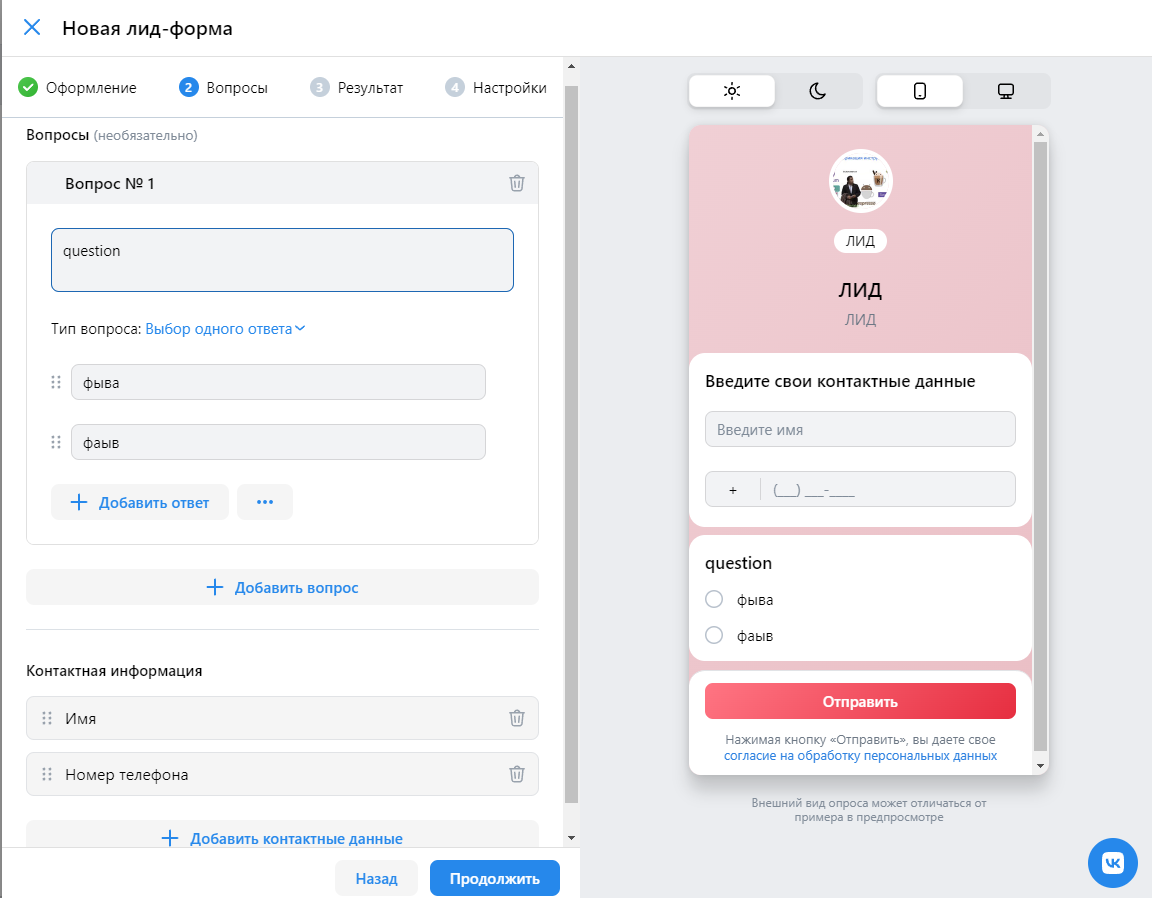 Новая лид-форма
Оформление
2 Вопросы
3 Результат
4 Настройки
Вопросы (необязательно)
Вопрос № 1
question
Тип вопроса: Выбор одного ответа
фыва
фаыв
Добавить ответ
Добавить вопрос
Контактная информация
Имя
Номер телефона
Добавить контактные данные
Назад
Продолжить
ЛИД
ЛИД
ЛИД
Введите свои контактные данные
Введите имя
+ (___) ___-____
question
фыва
фаыв
Отправить
Нажимая кнопку «Отправить», вы даете свое
согласие на обработку персональных данных
Внешний вид опроса может отличаться от
примера в предпросмотре